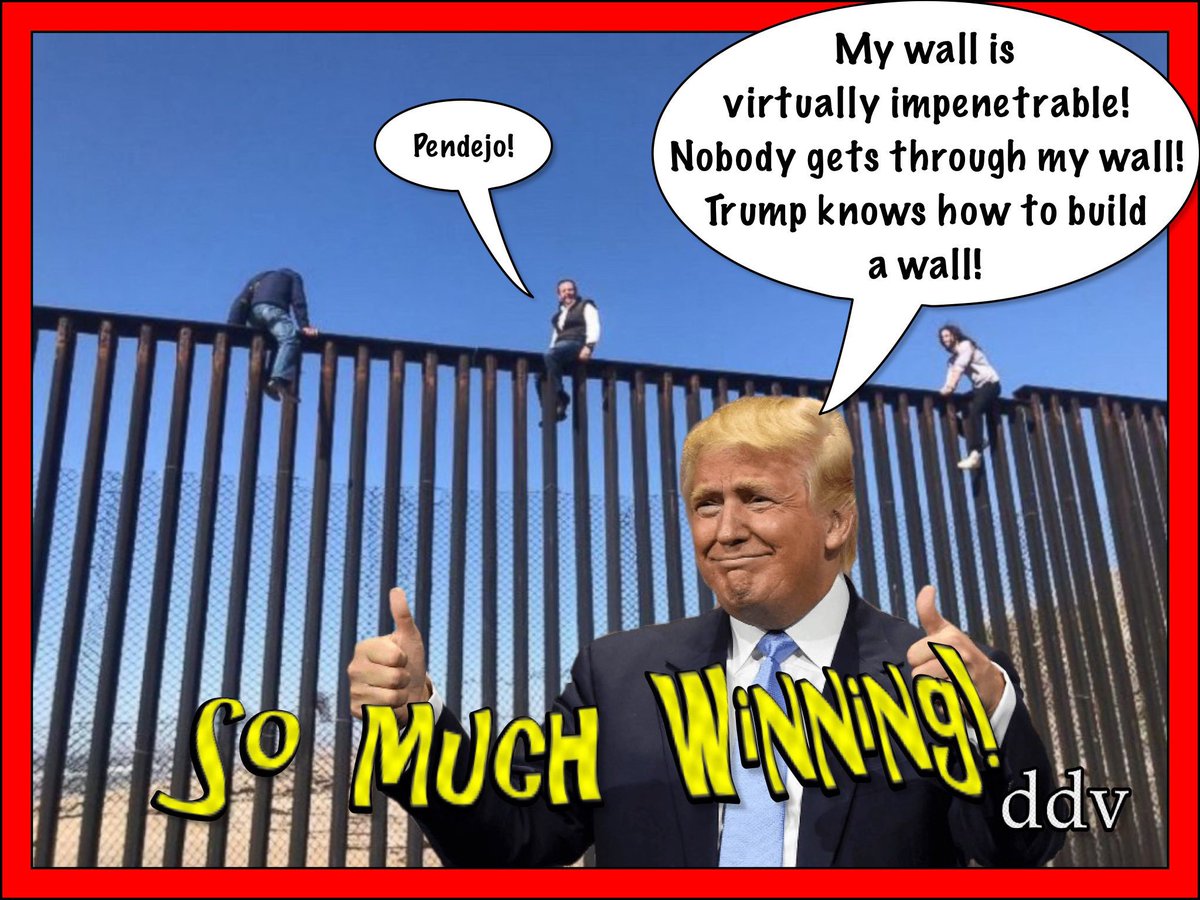 My wall is
virtually impenetrable!
Nobody gets through my wall!
Trump knows how to build
a wall!
Pendejo!
So Much Winning!
ddv